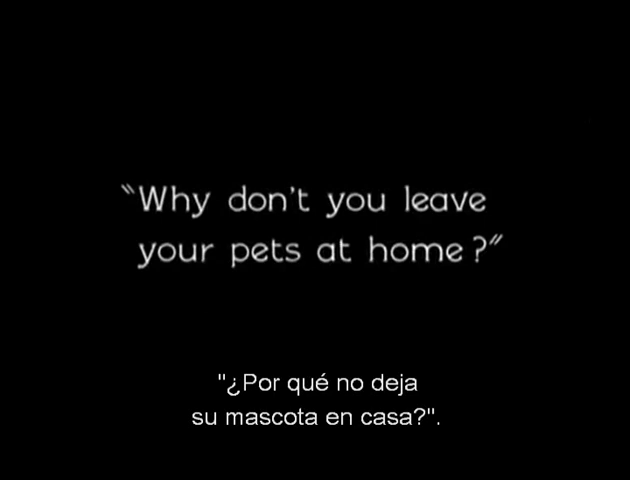 "Why don't you leave
your pets at home?"
"¿Por qué no deja
su mascota en casa?".